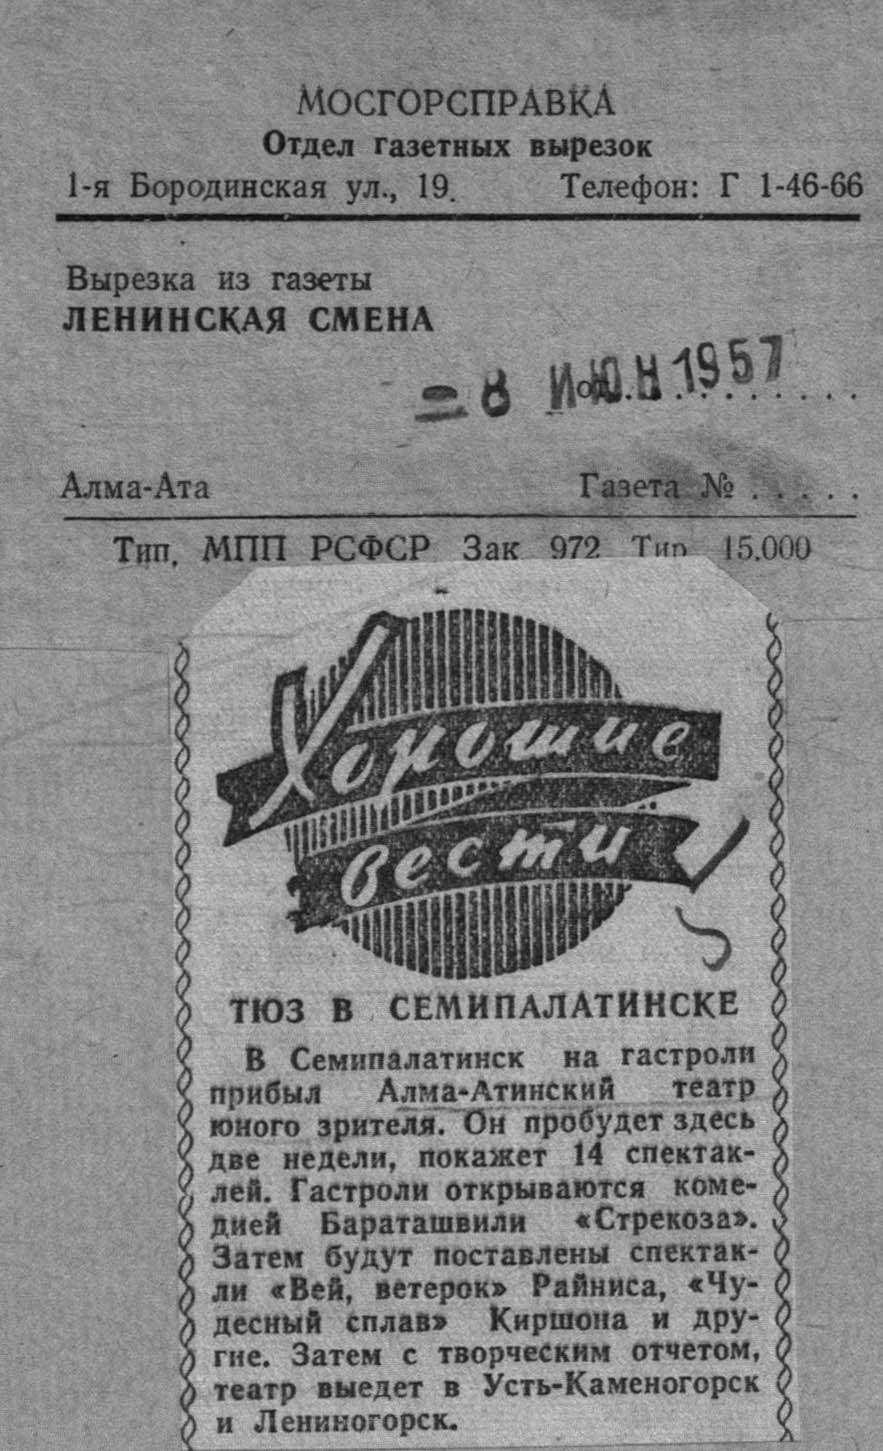 МОСГОРСПРАВКА
Отдел газетных вырезок
1-я Бородинская ул., 19. Телефон: Г 1-46-66
Вырезка из газеты
ЛЕНИНСКАЯ СМЕНА
- 8 ИЮН 1957
Алма-Ата Газета № . . . . .
Тип. МПП РСФСР Зак 972 Тир 15.000
Хорошие
вести
ТЮЗ В СЕМИПАЛАТИНСКЕ
В Семипалатинск на гастроли
прибыл Алма-Атинский театр
юного зрителя. Он пробудет здесь
две недели, покажет 14 спектак-
лей. Гастроли открываются коме-
дией Бараташвили «Стрекоза».
Затем будут поставлены спектак-
ли «Вей, ветерок» Райниса, «Чу-
десный сплав» Киршона и дру-
гие. Затем с творческим отчетом,
театр выедет в Усть-Каменогорск
и Лениногорск.